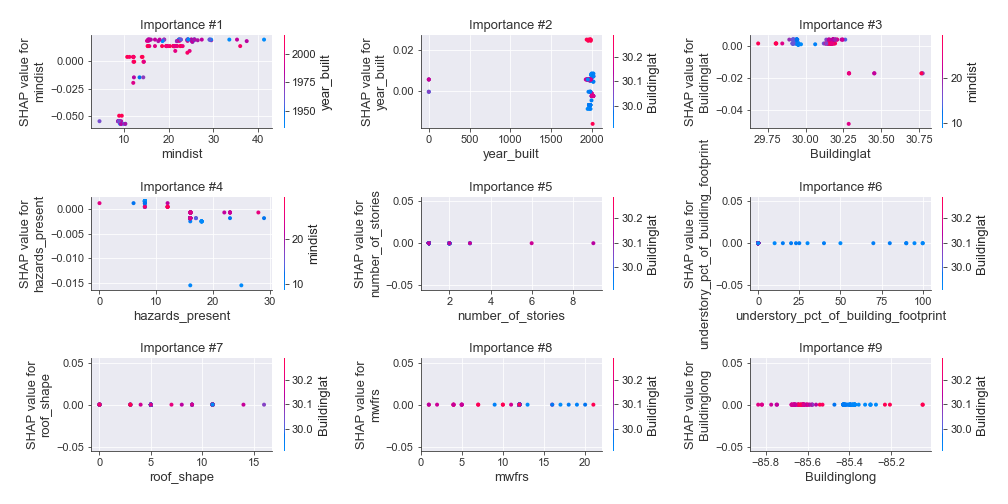 Importance #1
SHAP value for
mindist
0.000
−0.025
−0.050
10
20
30
40
mindist
2000
1975
1950
year_built
Importance #2
SHAP value for
year_built
0.02
0.00
0
500
1000
1500
2000
year_built
30.2
30.1
30.0
Buildinglat
Importance #3
SHAP value for
Buildinglat
0.00
−0.02
−0.04
29.75
30.00
30.25
30.50
30.75
Buildinglat
20
10
mindist
Importance #4
SHAP value for
hazards_present
0.000
−0.005
−0.010
−0.015
0
10
20
30
hazards_present
20
10
mindist
Importance #5
SHAP value for
number_of_stories
0.05
0.00
−0.05
2
4
6
8
number_of_stories
30.2
30.1
30.0
Buildinglat
Importance #6
SHAP value for
understory_pct_of_building_footprint
0.05
0.00
−0.05
0
25
50
75
100
understory_pct_of_building_footprint
30.2
30.1
30.0
Buildinglat
Importance #7
SHAP value for
roof_shape
0.05
0.00
−0.05
0
5
10
15
roof_shape
30.2
30.1
30.0
Buildinglat
Importance #8
SHAP value for
mwfrs
0.05
0.00
−0.05
0
5
10
15
20
mwfrs
30.2
30.1
30.0
Buildinglat
Importance #9
SHAP value for
Buildinglong
0.05
0.00
−0.05
−85.8
−85.6
−85.4
−85.2
Buildinglong
30.2
30.1
30.0
Buildinglat